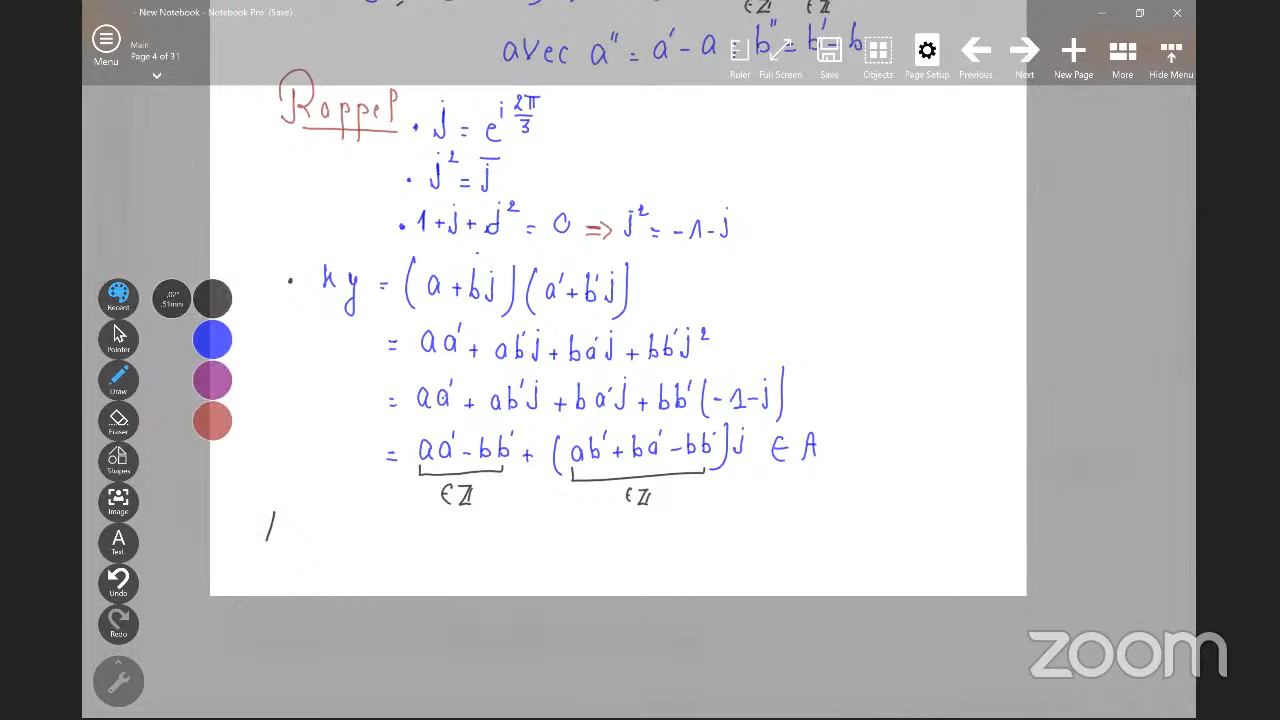 - New Notebook - Notebook Pro (Save)
Menu
Main
Page 4 of 31
Ruler
Full Screen
Save
Objects
Page Setup
Previous
Next
New Page
More
Hide Menu
∈ℤ ∈ℤ
avec a'' = a' - a ; b'' = b' - b
Rappel
• j = e^{i 2π/3}
• j² = j̅
• 1 + j + j² = 0 ⇒ j² = -1 - j
• xy = (a + bj)(a' + b'j)
= aa' + ab'j + ba'j + bb'j²
= aa' + ab'j + ba'j + bb'(-1-j)
= aa' - bb' + (ab' + ba' - bb')j ∈ A
∈ℤ ∈ℤ
Recent
.02"
.51mm
Pointer
Draw
Eraser
Shapes
Image
A
Text
Undo
Redo
zoom